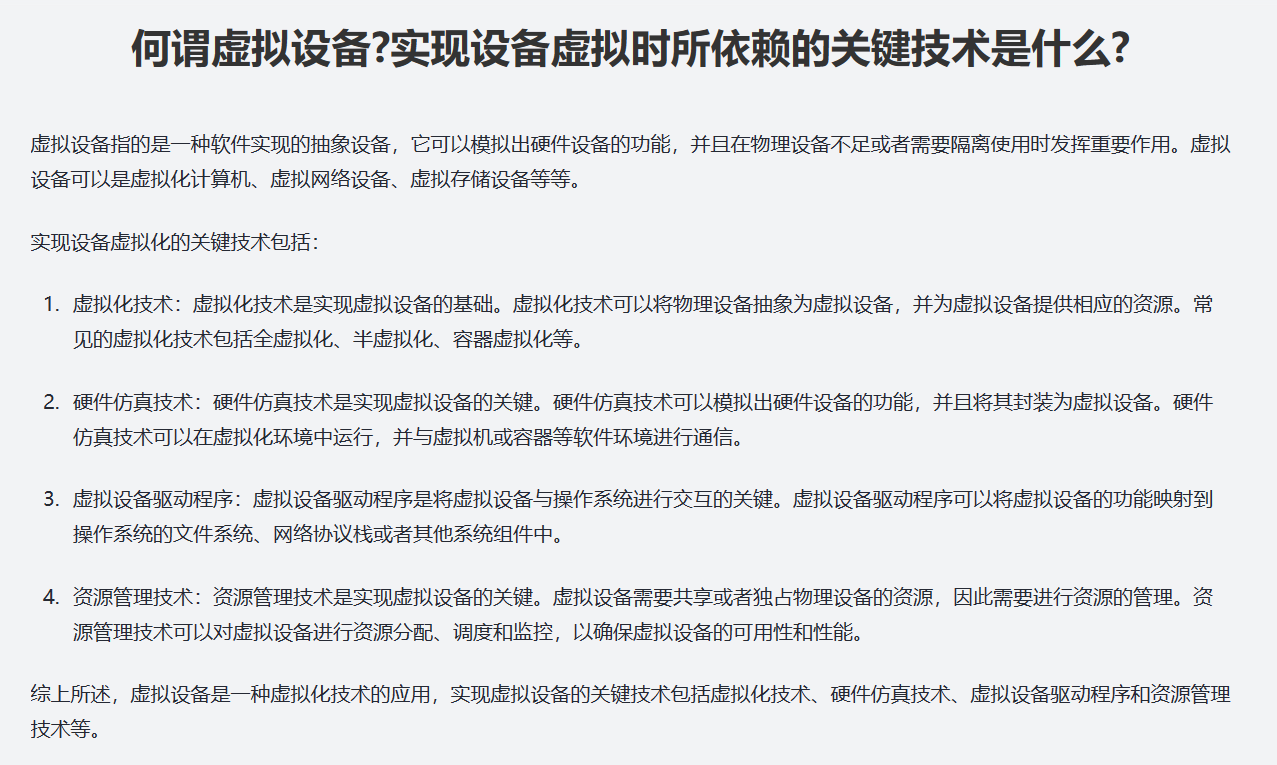 何谓虚拟设备?实现设备虚拟时所依赖的关键技术是什么?
虚拟设备指的是一种软件实现的抽象设备，它可以模拟出硬件设备的功能，并且在物理设备不足或者需要隔离使用时发挥重要作用。虚拟
设备可以是虚拟化计算机、虚拟网络设备、虚拟存储设备等等。
实现设备虚拟化的关键技术包括：
1. 虚拟化技术：虚拟化技术是实现虚拟设备的基础。虚拟化技术可以将物理设备抽象为虚拟设备，并为虚拟设备提供相应的资源。常
见的虚拟化技术包括全虚拟化、半虚拟化、容器虚拟化等。
2. 硬件仿真技术：硬件仿真技术是实现虚拟设备的关键。硬件仿真技术可以模拟出硬件设备的功能，并且将其封装为虚拟设备。硬件
仿真技术可以在虚拟化环境中运行，并与虚拟机或容器等软件环境进行通信。
3. 虚拟设备驱动程序：虚拟设备驱动程序是将虚拟设备与操作系统进行交互的关键。虚拟设备驱动程序可以将虚拟设备的功能映射到
操作系统的文件系统、网络协议栈或者其他系统组件中。
4. 资源管理技术：资源管理技术是实现虚拟设备的关键。虚拟设备需要共享或者独占物理设备的资源，因此需要进行资源的管理。资
源管理技术可以对虚拟设备进行资源分配、调度和监控，以确保虚拟设备的可用性和性能。
综上所述，虚拟设备是一种虚拟化技术的应用，实现虚拟设备的关键技术包括虚拟化技术、硬件仿真技术、虚拟设备驱动程序和资源管理
技术等。